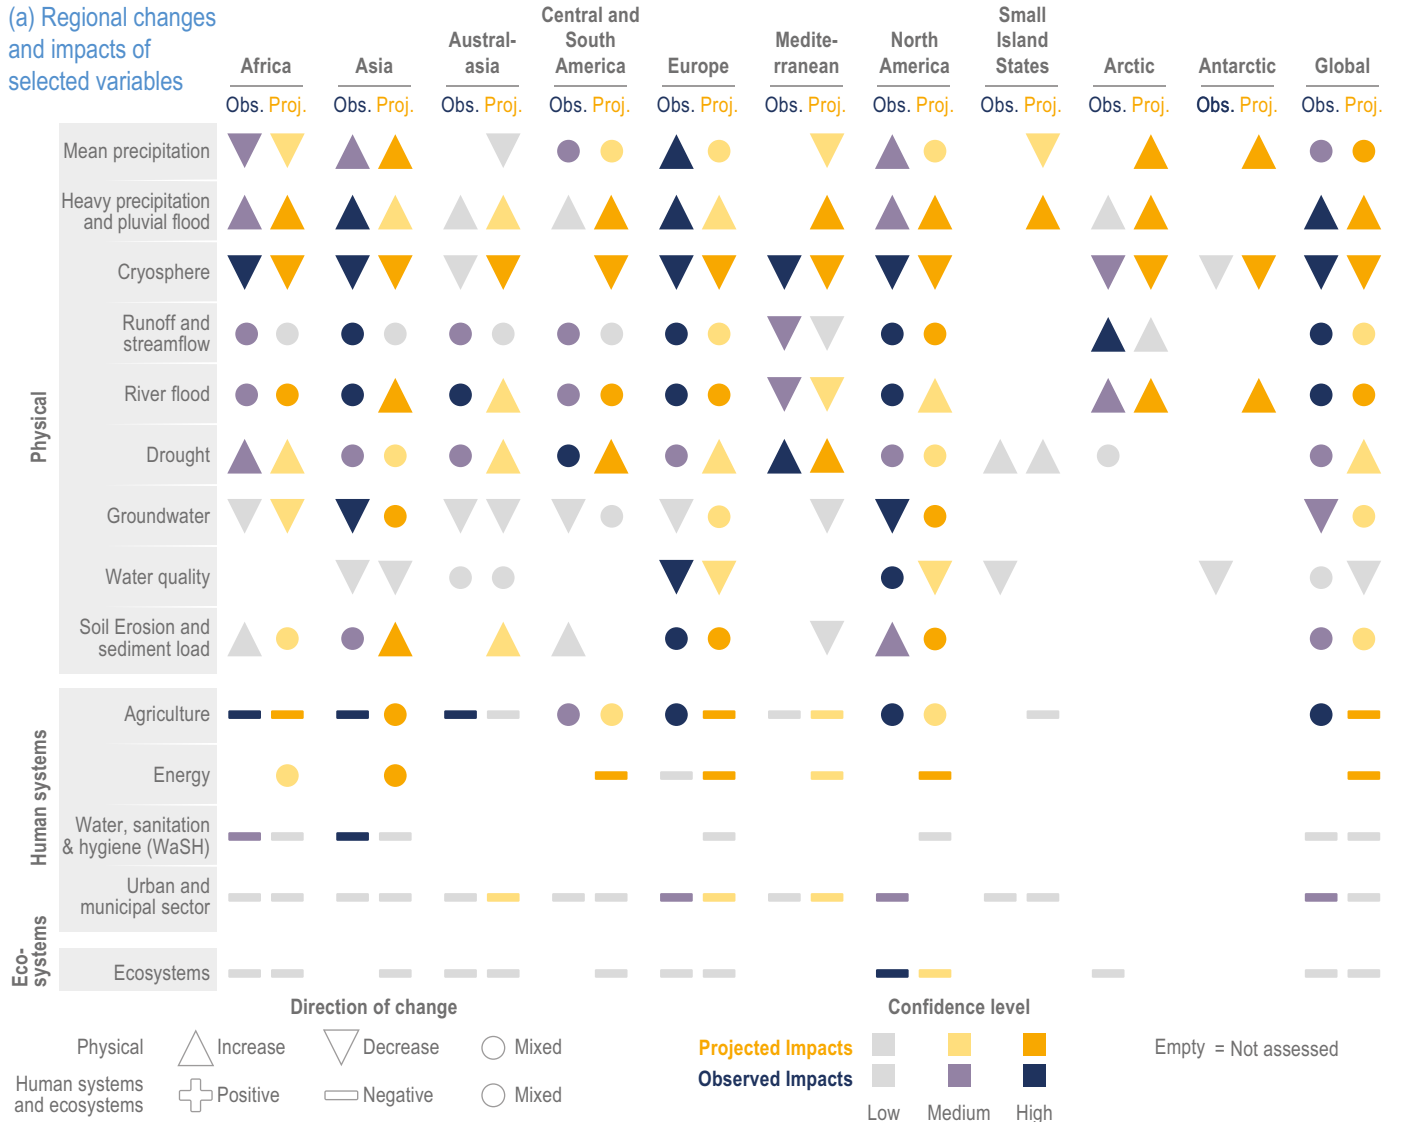 (a) Regional changes
and impacts of
selected variables
Africa
Asia
Austral-
asia
Central and
South
America
Europe
Medite-
rranean
North
America
Small
Island
States
Arctic
Antarctic
Global
Obs. Proj. Obs. Proj. Obs. Proj. Obs. Proj. Obs. Proj. Obs. Proj. Obs. Proj. Obs. Proj. Obs. Proj. Obs. Proj. Obs. Proj.
Physical
Mean precipitation
Heavy precipitation
and pluvial flood
Cryosphere
Runoff and
streamflow
River flood
Drought
Groundwater
Water quality
Soil Erosion and
sediment load
Human systems
Agriculture
Energy
Water, sanitation
& hygiene (WaSH)
Urban and
municipal sector
Eco-
systems
Ecosystems
Direction of change
Physical
Increase
Decrease
Mixed
Human systems
and ecosystems
Positive
Negative
Mixed
Confidence level
Projected Impacts
Observed Impacts
Low Medium High
Empty = Not assessed